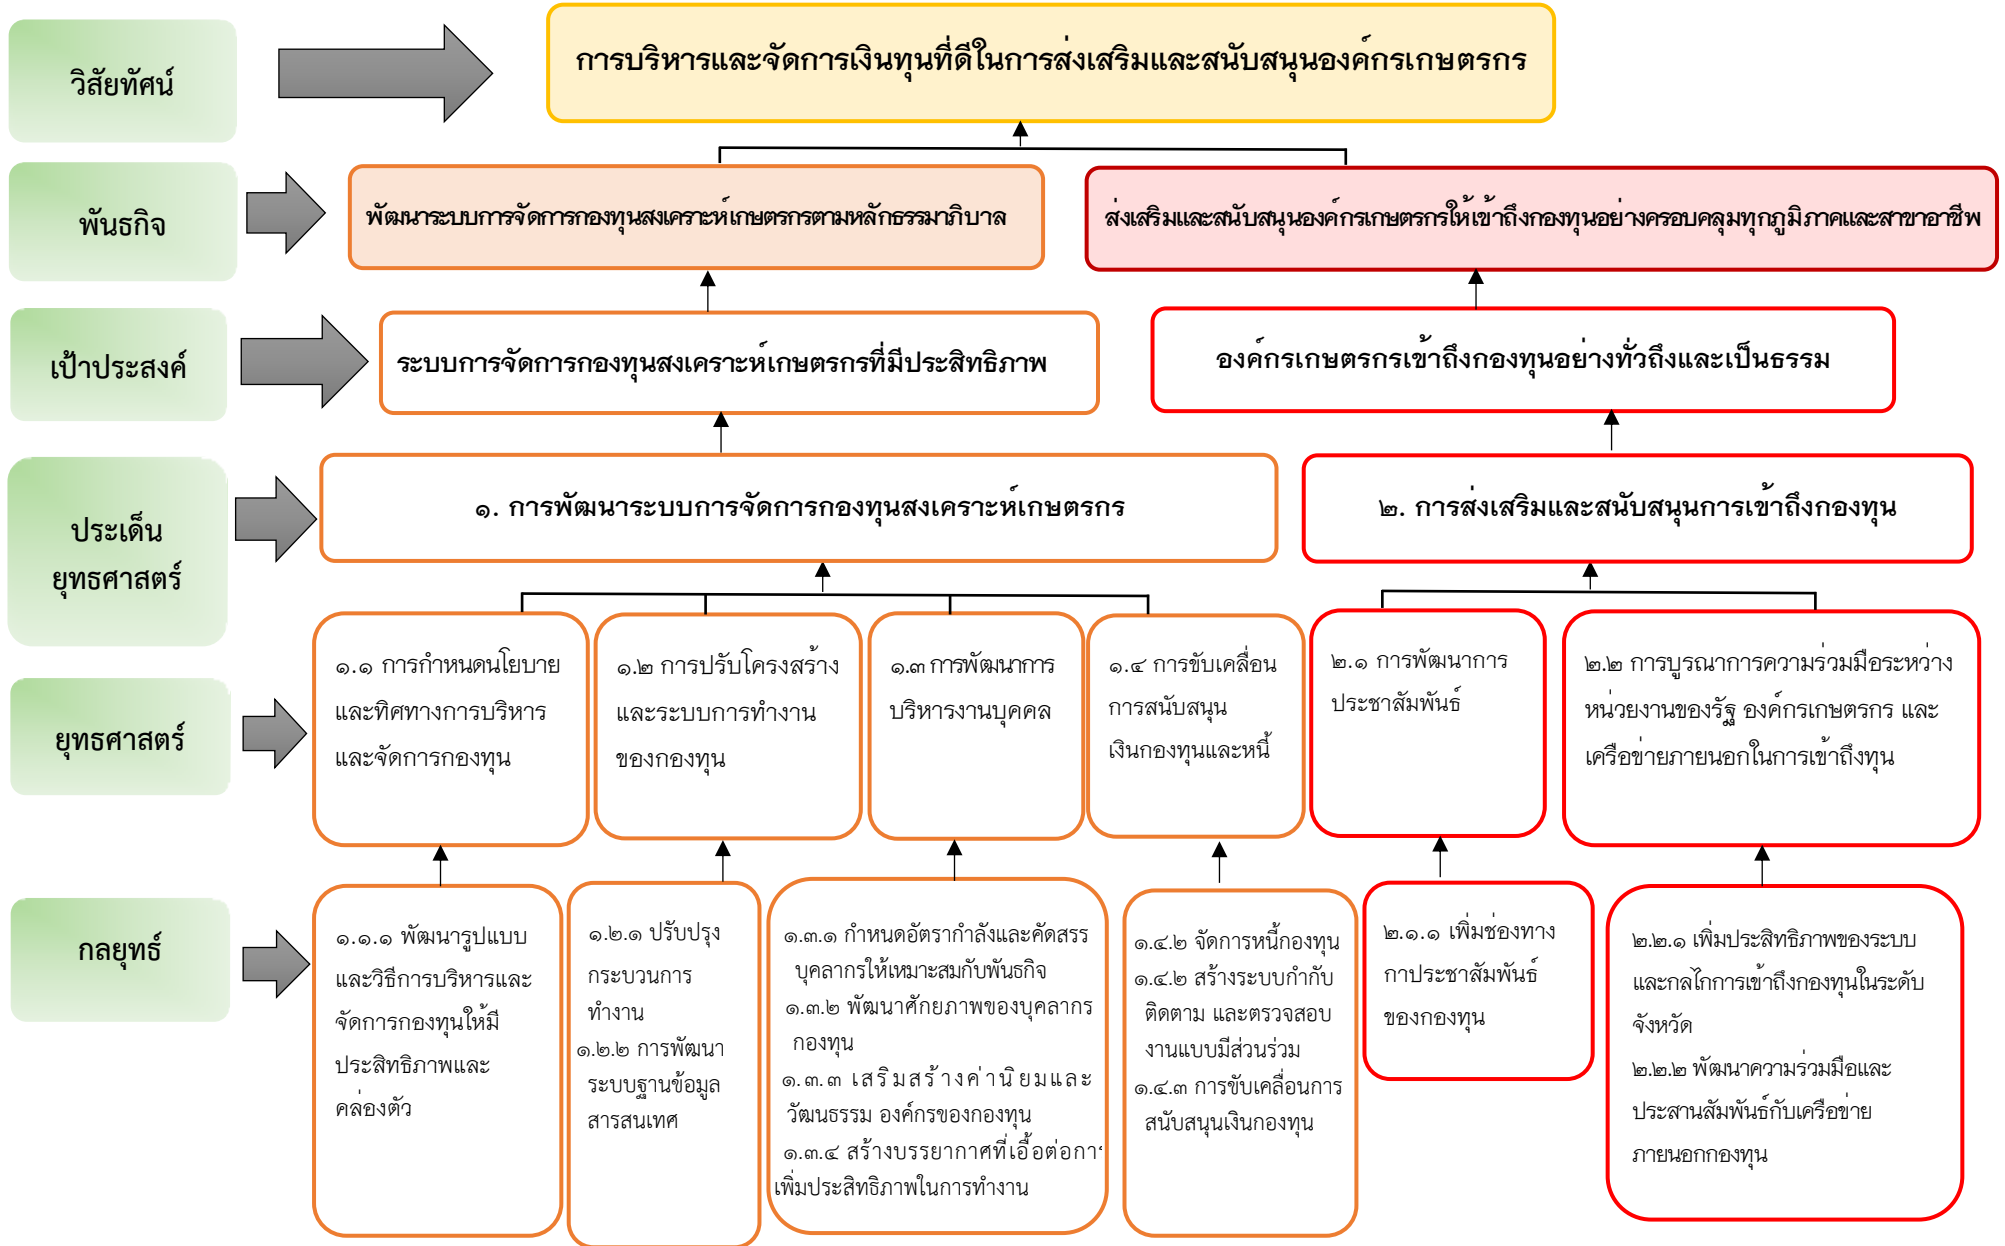 วิสัยทัศน์
การบริหารและจัดการเงินทุนที่ดีในการส่งเสริมและสนับสนุนองค์กรเกษตรกร
พันธกิจ
พัฒนาระบบการจัดการกองทุนสงเคราะห์เกษตรกรตามหลักธรรมาภิบาล
ส่งเสริมและสนับสนุนองค์กรเกษตรกรให้เข้าถึงกองทุนอย่างครอบคลุมทุกภูมิภาคและสาขาอาชีพ
เป้าประสงค์
ระบบการจัดการกองทุนสงเคราะห์เกษตรกรที่มีประสิทธิภาพ
องค์กรเกษตรกรเข้าถึงกองทุนอย่างทั่วถึงและเป็นธรรม
ประเด็น
ยุทธศาสตร์
๑. การพัฒนาระบบการจัดการกองทุนสงเคราะห์เกษตรกร
๒. การส่งเสริมและสนับสนุนการเข้าถึงกองทุน
ยุทธศาสตร์
๑.๑ การกำหนดนโยบาย
และทิศทางการบริหาร
และจัดการกองทุน
๑.๒ การปรับโครงสร้าง
และระบบการทำงาน
ของกองทุน
๑.๓ การพัฒนาการ
บริหารงานบุคคล
๑.๔ การขับเคลื่อน
การสนับสนุน
เงินกองทุนและหนี้
๒.๑ การพัฒนาการ
ประชาสัมพันธ์
๒.๒ การบูรณาการความร่วมมือระหว่าง
หน่วยงานของรัฐ องค์กรเกษตรกร และ
เครือข่ายภายนอกในการเข้าถึงทุน
กลยุทธ์
๑.๑.๑ พัฒนารูปแบบ
และวิธีการบริหารและ
จัดการกองทุนให้มี
ประสิทธิภาพและ
คล่องตัว
๑.๒.๑ ปรับปรุง
กระบวนการ
ทำงาน
๑.๒.๒ การพัฒนา
ระบบฐานข้อมูล
สารสนเทศ
๑.๓.๑ กำหนดอัตรากำลังและคัดสรร
บุคลากรให้เหมาะสมกับพันธกิจ
๑.๓.๒ พัฒนาศักยภาพของบุคลากร
กองทุน
๑.๓.๓ เสริมสร้างค่านิยมและ
วัฒนธรรม องค์กรของกองทุน
๑.๓.๔ สร้างบรรยากาศที่เอื้อต่อการ
เพิ่มประสิทธิภาพในการทำงาน
๑.๔.๒ จัดการหนี้กองทุน
๑.๔.๒ สร้างระบบกำกับ
ติดตาม และตรวจสอบ
งานแบบมีส่วนร่วม
๑.๔.๓ การขับเคลื่อนการ
สนับสนุนเงินกองทุน
๒.๑.๑ เพิ่มช่องทาง
กาประชาสัมพันธ์
ของกองทุน
๒.๒.๑ เพิ่มประสิทธิภาพของระบบ
และกลไกการเข้าถึงกองทุนในระดับ
จังหวัด
๒.๒.๒ พัฒนาความร่วมมือและ
ประสานสัมพันธ์กับเครือข่าย
ภายนอกกองทุน